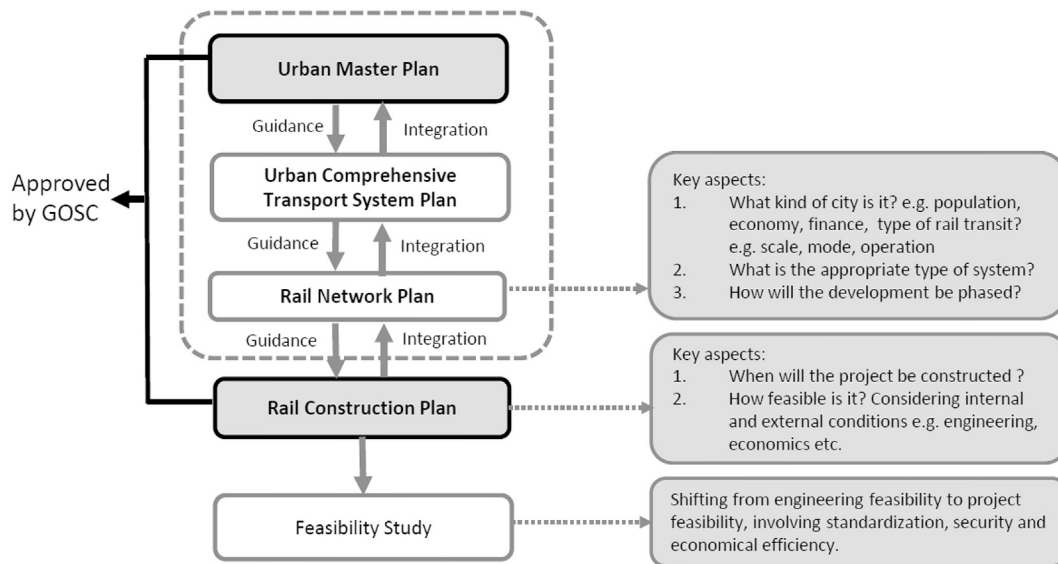 Urban Master Plan
Guidance
Integration
Urban Comprehensive
Transport System Plan
Approved
by GOSC
Guidance
Integration
Rail Network Plan
Guidance
Integration
Rail Construction Plan
Feasibility Study
Key aspects:
1. What kind of city is it? e.g. population,
economy, finance, type of rail transit?
e.g. scale, mode, operation
2. What is the appropriate type of system?
3. How will the development be phased?
Key aspects:
1. When will the project be constructed ?
2. How feasible is it? Considering internal
and external conditions e.g. engineering,
economics etc.
Shifting from engineering feasibility to project
feasibility, involving standardization, security and
economical efficiency.